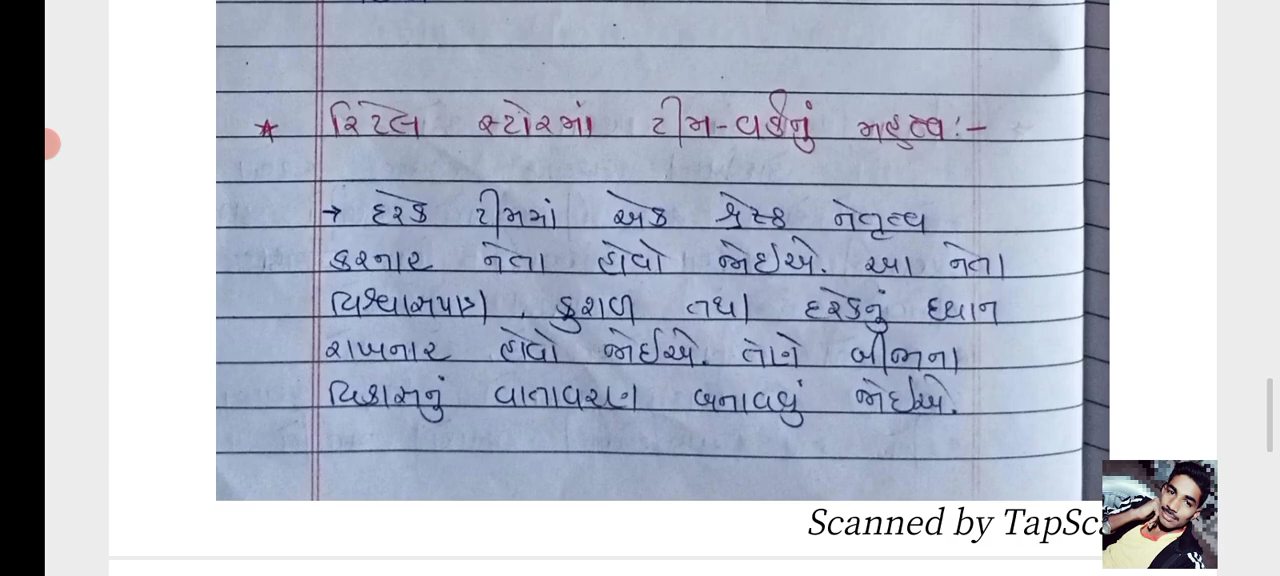 * રિટેલ સ્ટોરમાં ટીમ-વર્કનું મહત્વ :-
→ દરેક ટીમમાં એક શ્રેષ્ઠ નેતૃત્વ
કરનાર નેતા હોવો જોઈએ. આ નેતા
વિશ્વાસપાત્ર, કુશળ તથા દરેકનું ધ્યાન
રાખનાર હોવો જોઈએ. તેણે બીજાના
વિકાસનું વાતાવરણ બનાવવું જોઈએ.
Scanned by